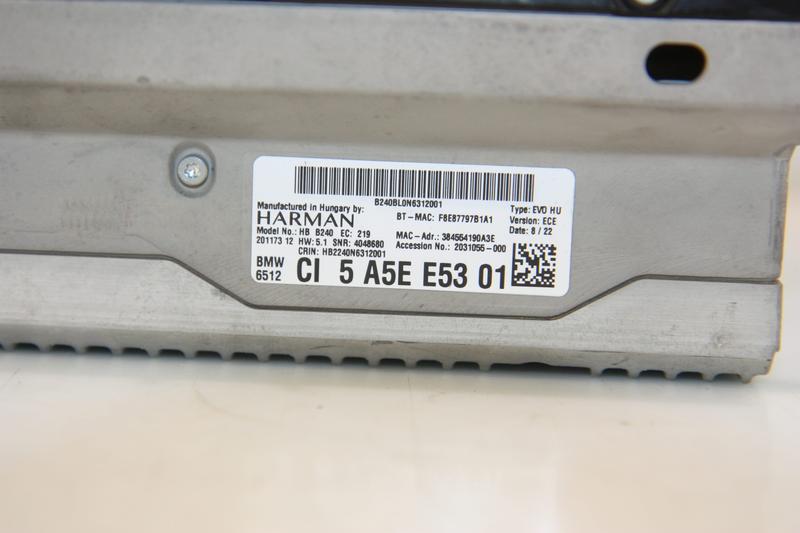 B240BL0N6312001
Manufactured in Hungary by:
HARMAN
BT-MAC: F8E87797B1A1
Type: EVO HU
Version: ECE
Date: 8 / 22
Model No.: HB B240 EC: 219
MAC-Adr.: 384554190A3E
201173 12 HW: 5.1 SNR: 4048680
Accession No.: 2031055-000
CRIN: HB2240N6312001
BMW
6512
CI 5 A5E E53 01